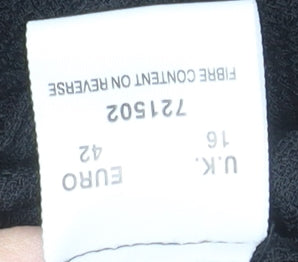 U.K. EURO
16 42
721502
FIBRE CONTENT ON REVERSE